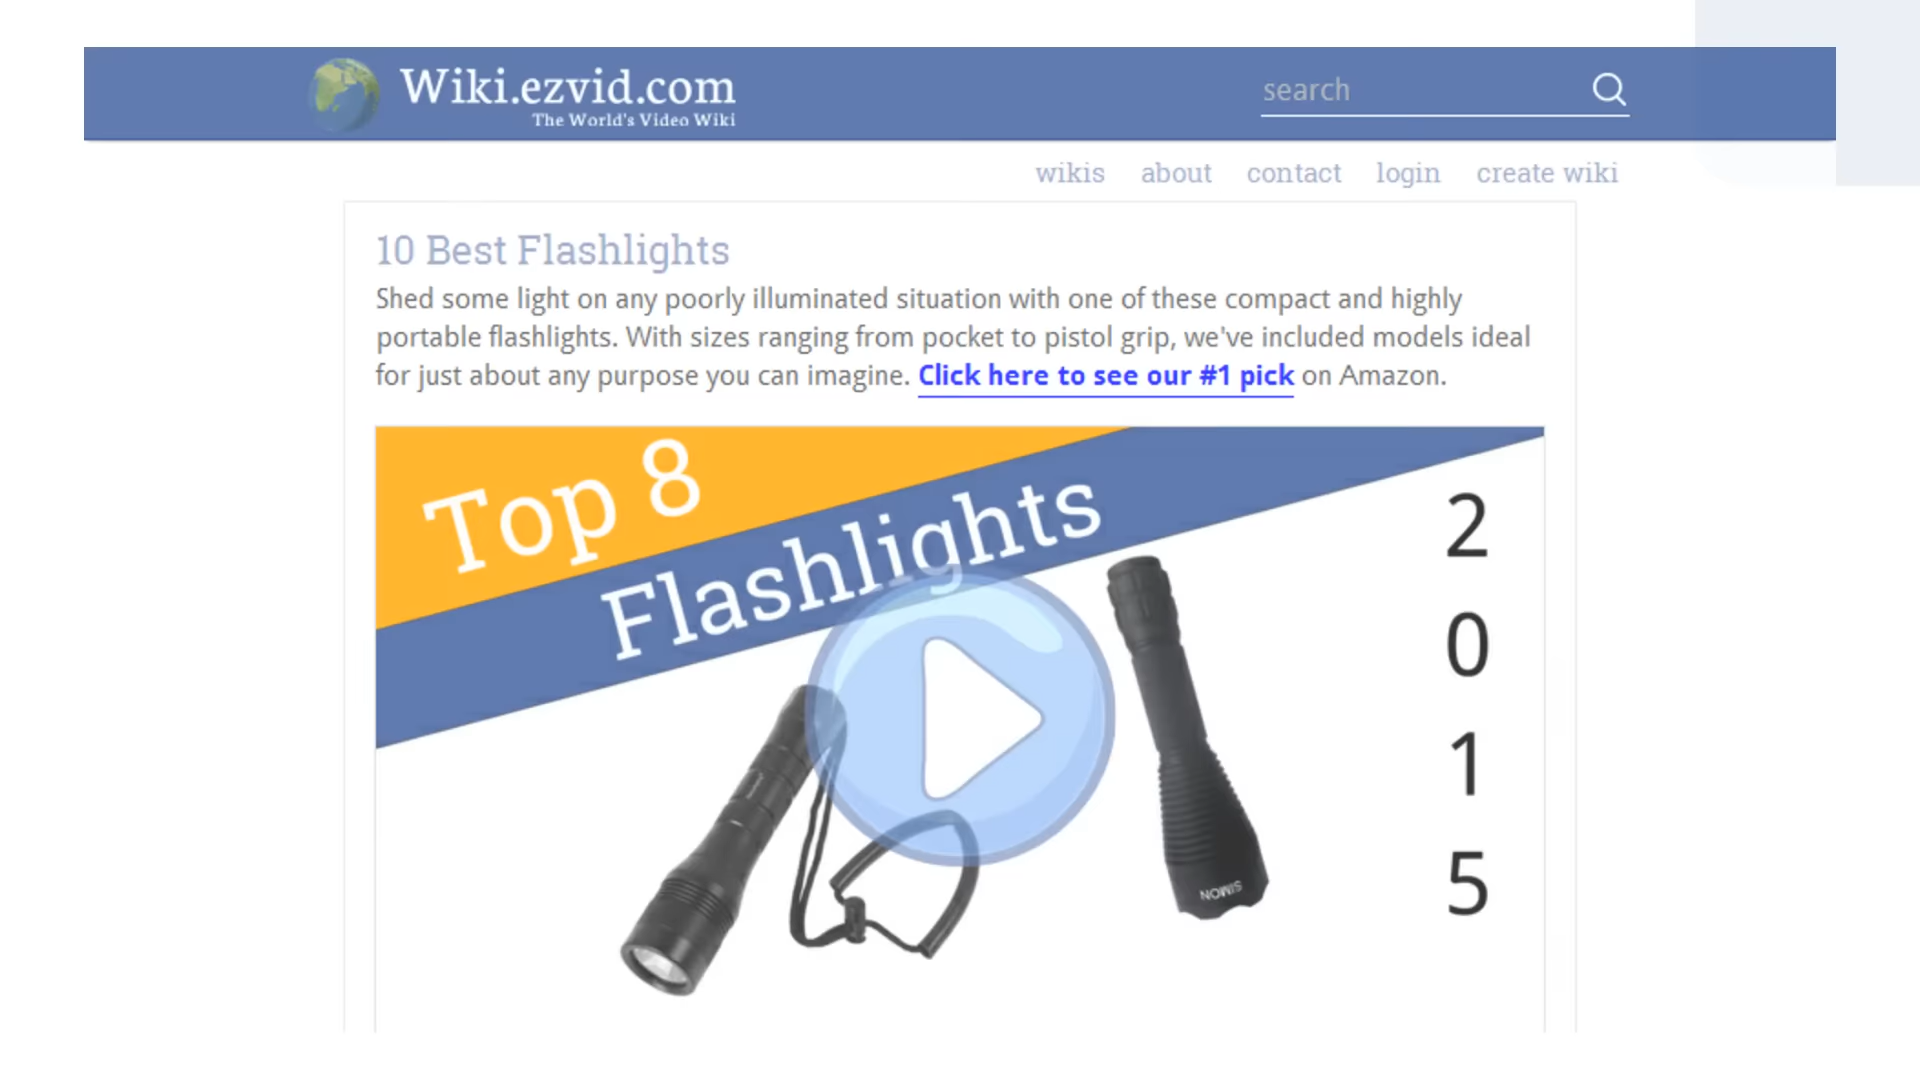 Wiki.ezvid.com
The World's Video Wiki
search
wikis about contact login create wiki
10 Best Flashlights
Shed some light on any poorly illuminated situation with one of these compact and highly
portable flashlights. With sizes ranging from pocket to pistol grip, we've included models ideal
for just about any purpose you can imagine. Click here to see our #1 pick on Amazon.
Top 8
Flashlights
2
0
1
5
SIMON